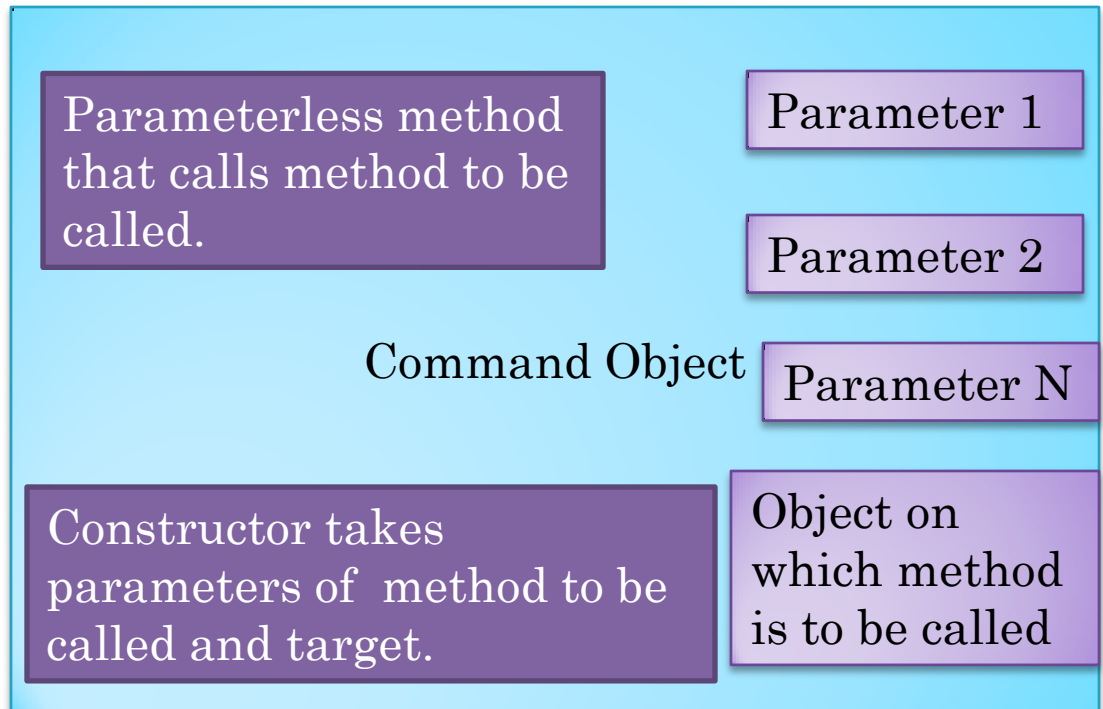 Parameterless method
that calls method to be
called.
Parameter 1
Parameter 2
Command Object
Parameter N
Constructor takes
parameters of method to be
called and target.
Object on
which method
is to be called